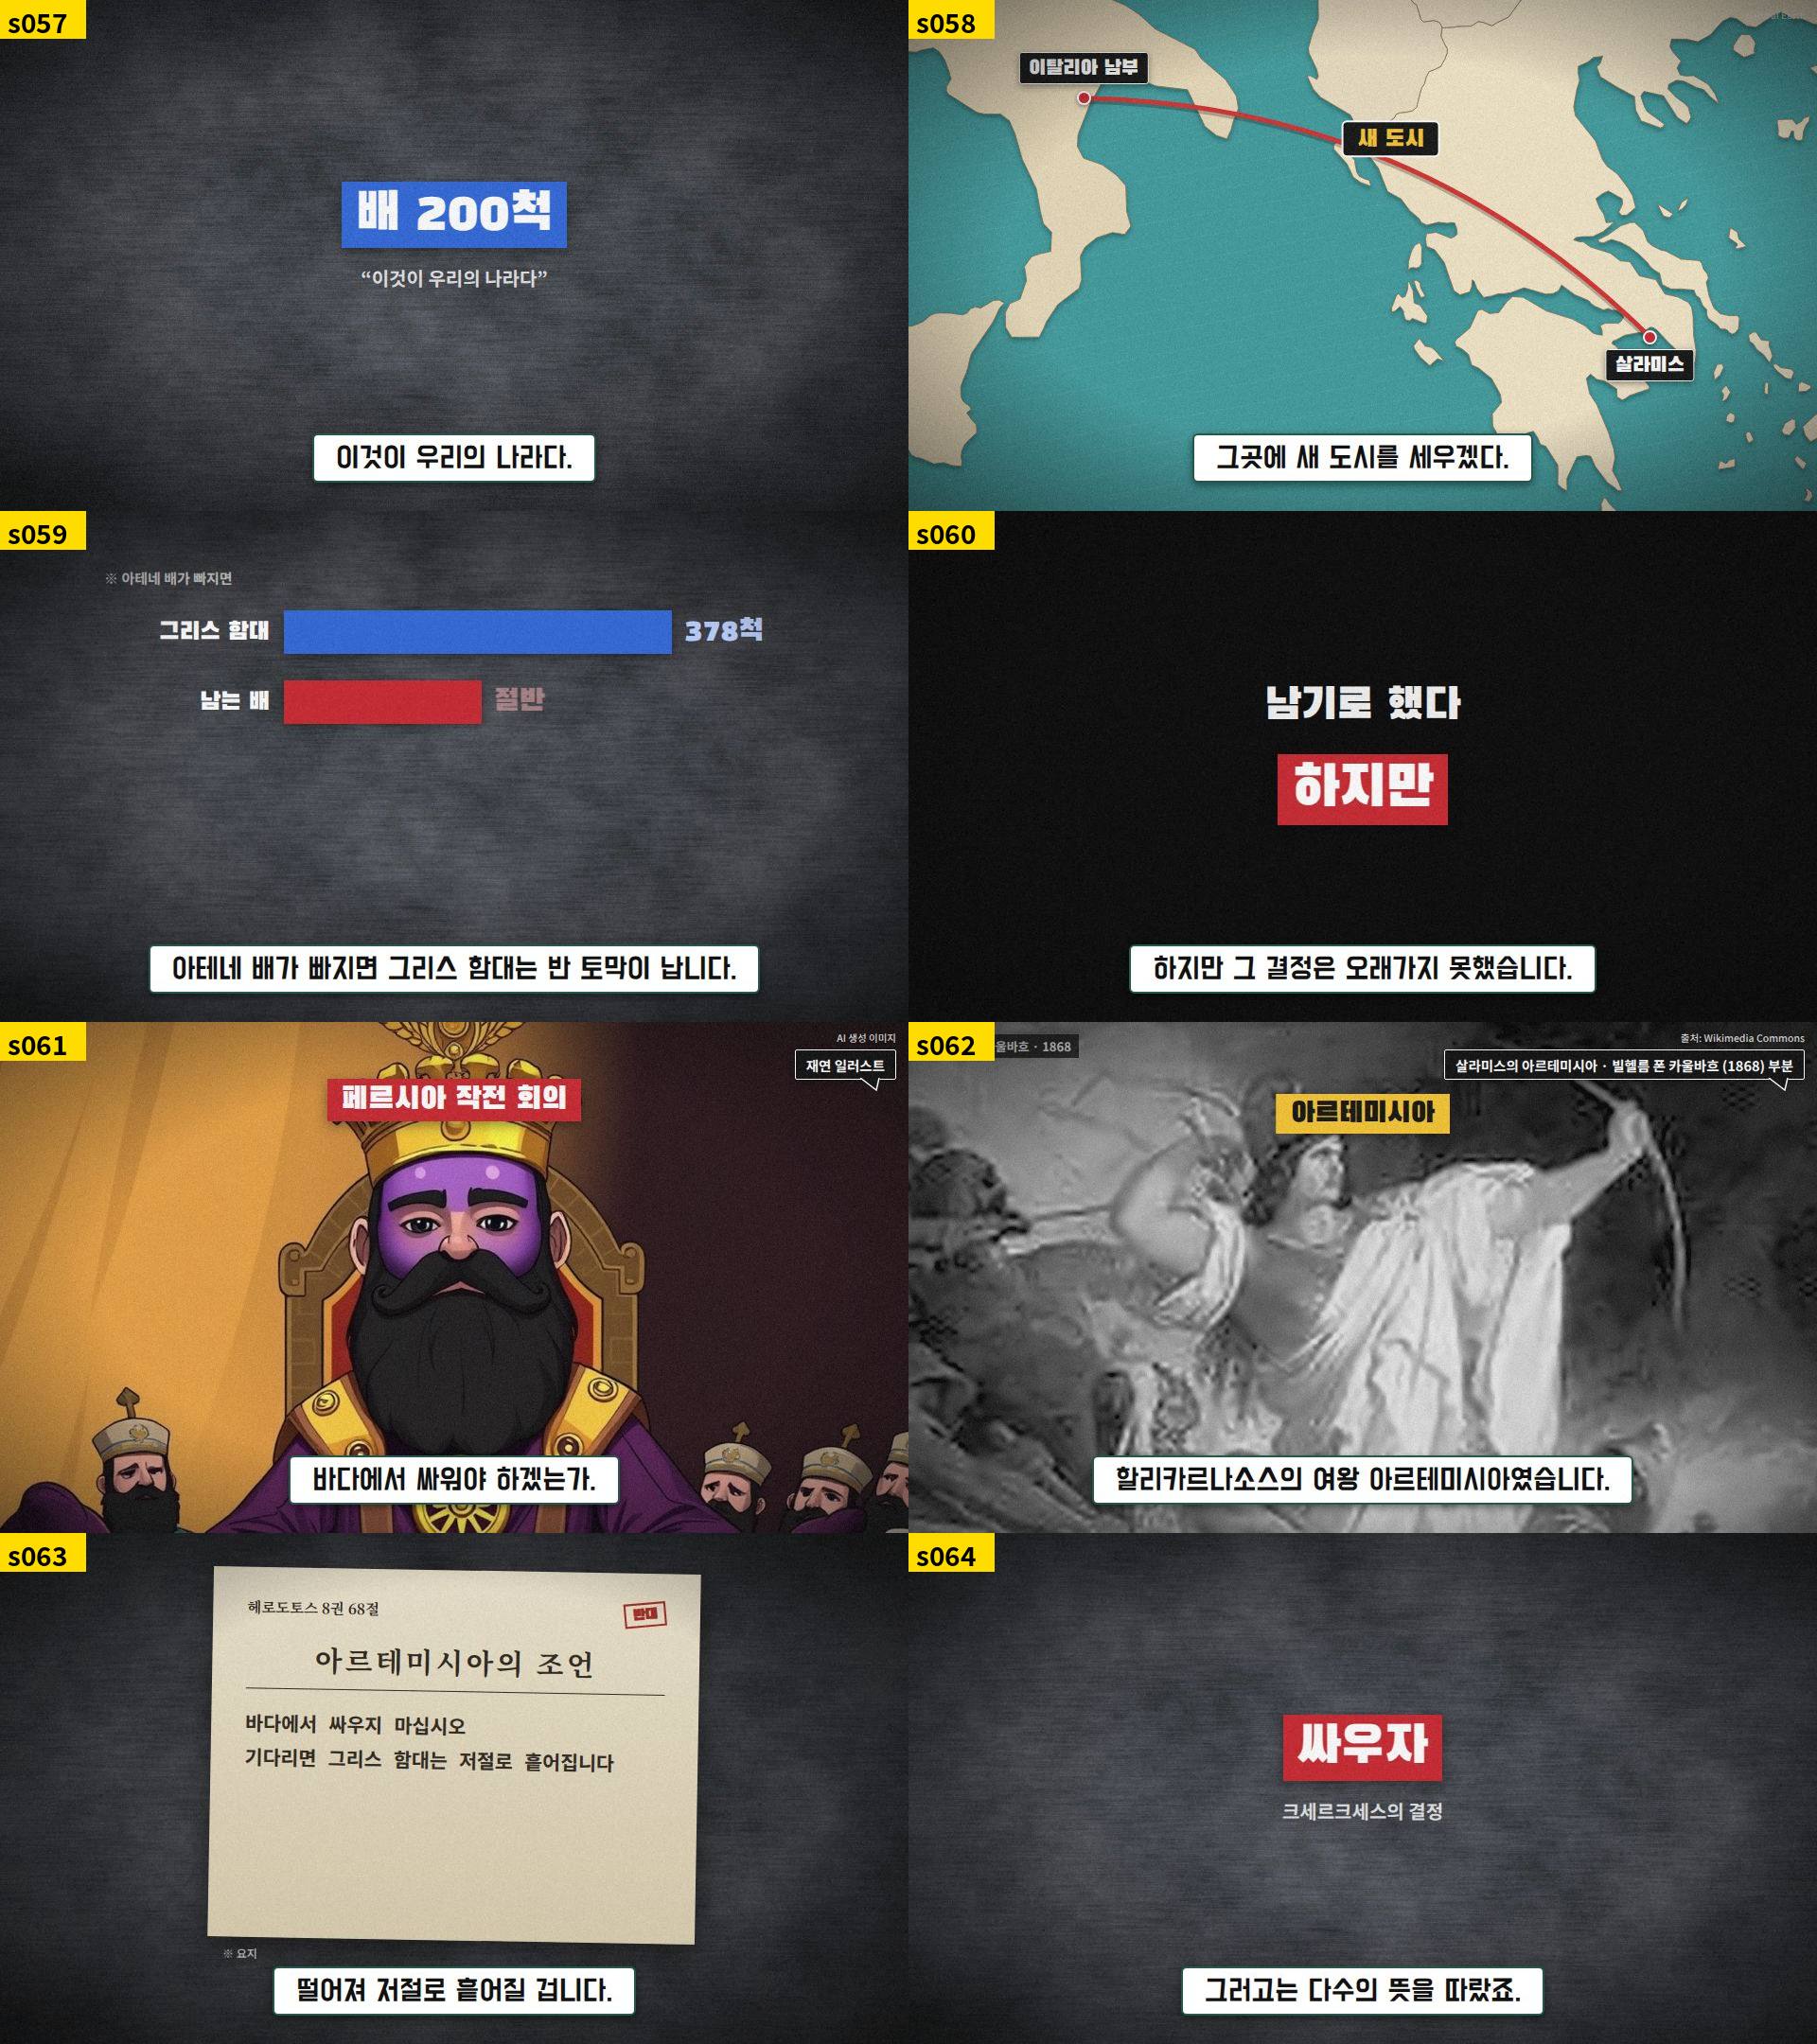 s057
배 200척
“이것이 우리의 나라다”
이것이 우리의 나라다.
s058
이탈리아 남부
새 도시
살라미스
그곳에 새 도시를 세우겠다.
s059
※ 아테네 배가 빠지면
그리스 함대 378척
남는 배 절반
아테네 배가 빠지면 그리스 함대는 반 토막이 납니다.
s060
남기로 했다
하지만
하지만 그 결정은 오래가지 못했습니다.
s061
AI 생성 이미지
재연 일러스트
페르시아 작전 회의
바다에서 싸워야 하겠는가.
s062
울바흐 · 1868
출처: Wikimedia Commons
살라미스의 아르테미시아 · 빌헬름 폰 카울바흐 (1868) 부분
아르테미시아
할리카르나소스의 여왕 아르테미시아였습니다.
s063
헤로도토스 8권 68절
반대
아르테미시아의 조언
바다에서 싸우지 마십시오
기다리면 그리스 함대는 저절로 흩어집니다
※ 요지
떨어져 저절로 흩어질 겁니다.
s064
싸우자
크세르크세스의 결정
그러고는 다수의 뜻을 따랐죠.